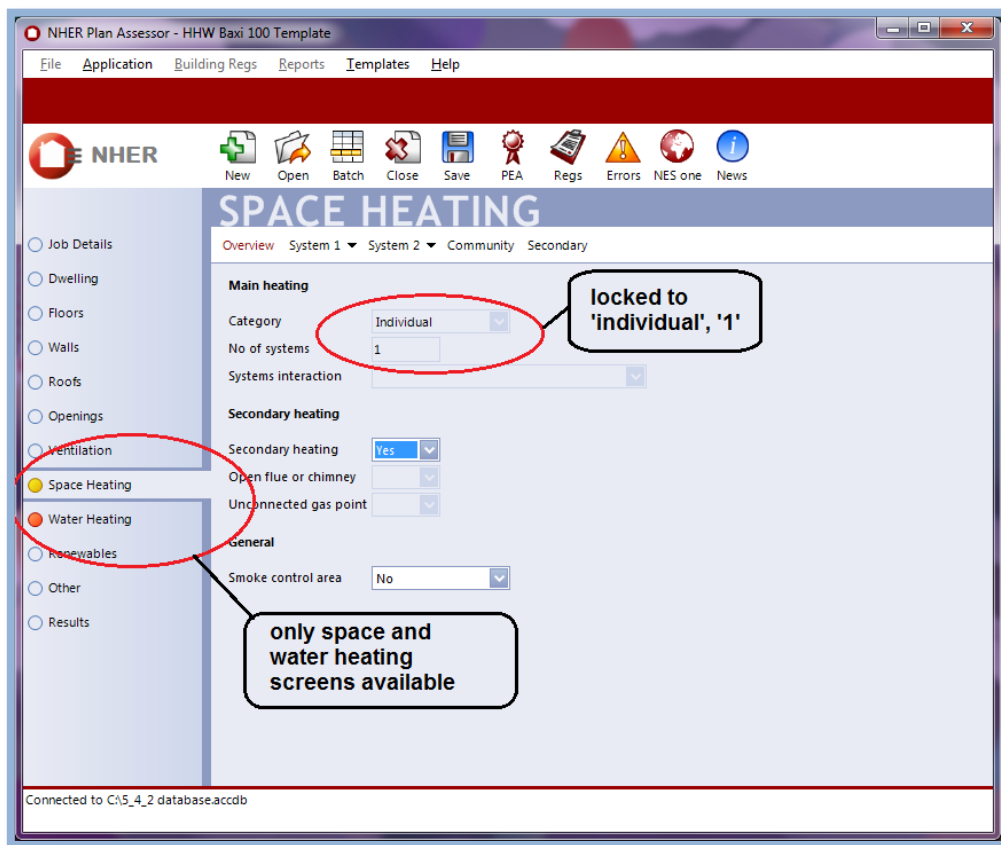 NHER Plan Assessor - HHW Baxi 100 Template
File Application Building Regs Reports Templates Help
NHER
New Open Batch Close Save PEA Regs Errors NES one News
SPACE HEATING
Overview System 1 System 2 Community Secondary
Job Details
Dwelling
Floors
Walls
Roofs
Openings
Ventilation
Space Heating
Water Heating
Renewables
Other
Results
Main heating
Category Individual
No of systems 1
Systems interaction
Secondary heating
Secondary heating Yes
Open flue or chimney
Unconnected gas point
General
Smoke control area No
locked to
'individual', '1'
only space and
water heating
screens available
Connected to C:\5_4_2 database.accdb